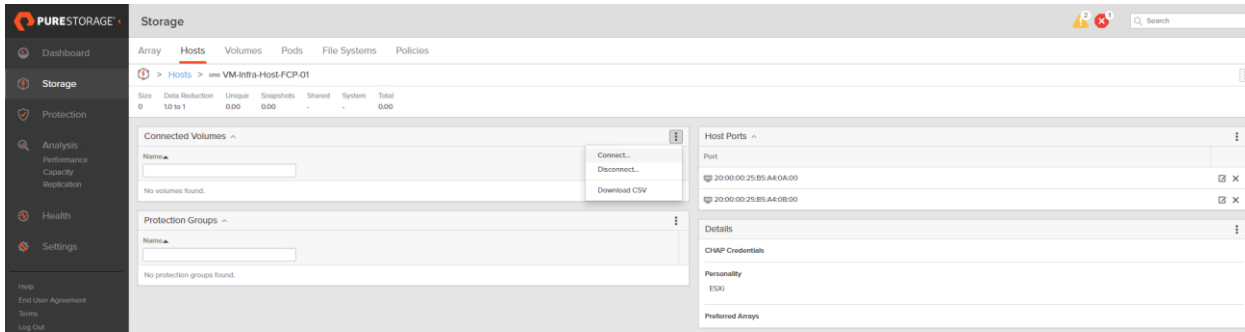 PURESTORAGE®
Storage
2
1
Search
Dashboard
Storage
Protection
Analysis
Performance
Capacity
Replication
Health
Settings
Help
End User Agreement
Terms
Log Out
Array Hosts Volumes Pods File Systems Policies
> Hosts > VM-Infra-Host-FCP-01
Size Data Reduction Unique Snapshots Shared System Total
0 1.0 to 1 0.00 0.00 - - 0.00
Connected Volumes
Name
No volumes found.
Connect...
Disconnect...
Download CSV
Protection Groups
Name
No protection groups found.
Host Ports
Port
20:00:00:25:B5:A4:0A:00
20:00:00:25:B5:A4:0B:00
Details
CHAP Credentials
Personality
ESXi
Preferred Arrays